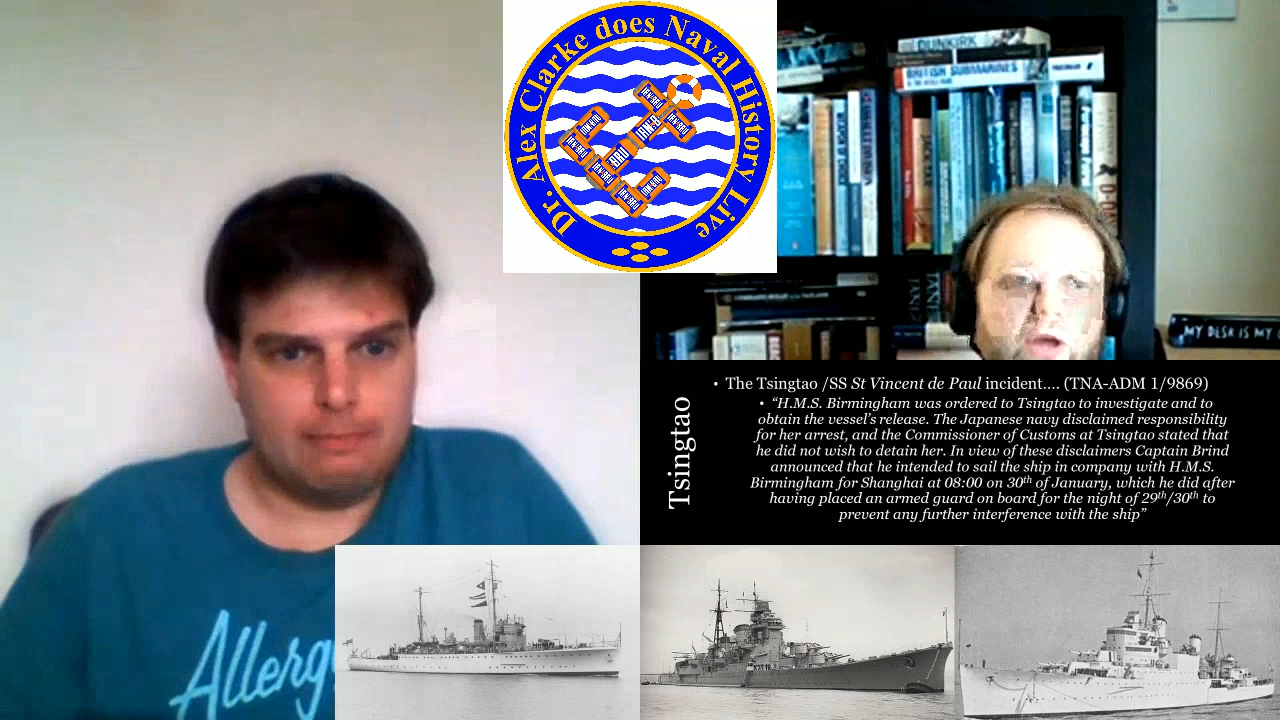 Dr. Alex Clarke does Naval History Live
DUNKIRK
BRITISH SUBMARINES
MY DESK IS MY
Tsingtao
• The Tsingtao /SS St Vincent de Paul incident.... (TNA-ADM 1/9869)
• “H.M.S. Birmingham was ordered to Tsingtao to investigate and to
obtain the vessel’s release. The Japanese navy disclaimed responsibility
for her arrest, and the Commissioner of Customs at Tsingtao stated that
he did not wish to detain her. In view of these disclaimers Captain Brind
announced that he intended to sail the ship in company with H.M.S.
Birmingham for Shanghai at 08:00 on 30th of January, which he did after
having placed an armed guard on board for the night of 29th/30th to
prevent any further interference with the ship”
Allerg